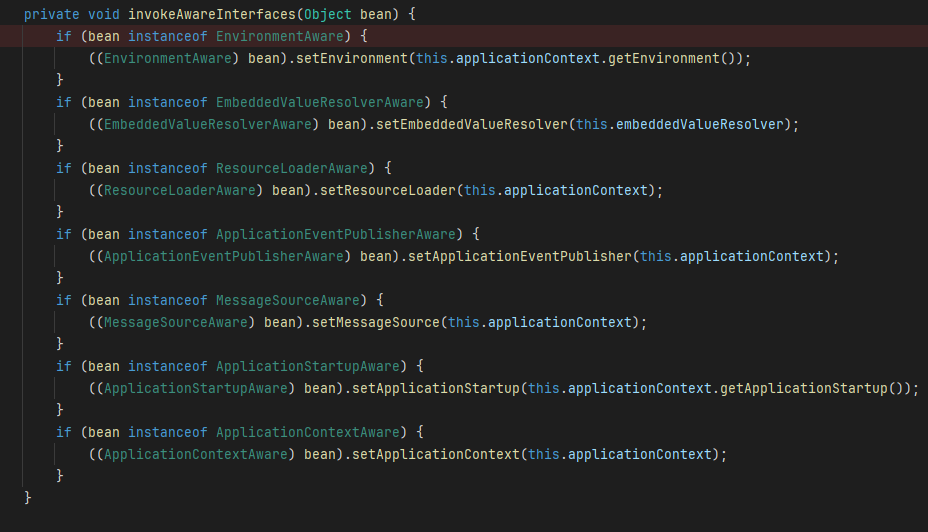 private void invokeAwareInterfaces(Object bean) {
    if (bean instanceof EnvironmentAware) {
        ((EnvironmentAware) bean).setEnvironment(this.applicationContext.getEnvironment());
    }
    if (bean instanceof EmbeddedValueResolverAware) {
        ((EmbeddedValueResolverAware) bean).setEmbeddedValueResolver(this.embeddedValueResolver);
    }
    if (bean instanceof ResourceLoaderAware) {
        ((ResourceLoaderAware) bean).setResourceLoader(this.applicationContext);
    }
    if (bean instanceof ApplicationEventPublisherAware) {
        ((ApplicationEventPublisherAware) bean).setApplicationEventPublisher(this.applicationContext);
    }
    if (bean instanceof MessageSourceAware) {
        ((MessageSourceAware) bean).setMessageSource(this.applicationContext);
    }
    if (bean instanceof ApplicationStartupAware) {
        ((ApplicationStartupAware) bean).setApplicationStartup(this.applicationContext.getApplicationStartup());
    }
    if (bean instanceof ApplicationContextAware) {
        ((ApplicationContextAware) bean).setApplicationContext(this.applicationContext);
    }
}